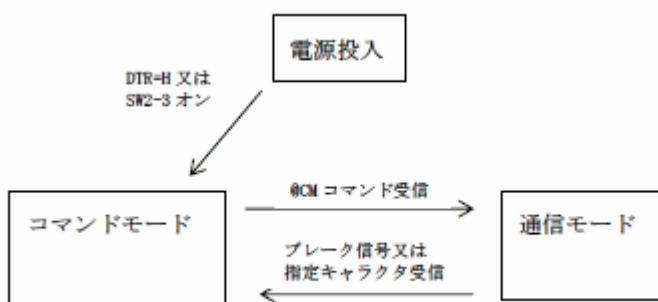 電源投入
DTR=H 又は
SW2-3 オン
コマンドモード
@CM コマンド受信
通信モード
ブレーク信号又は
指定キャラクタ受信